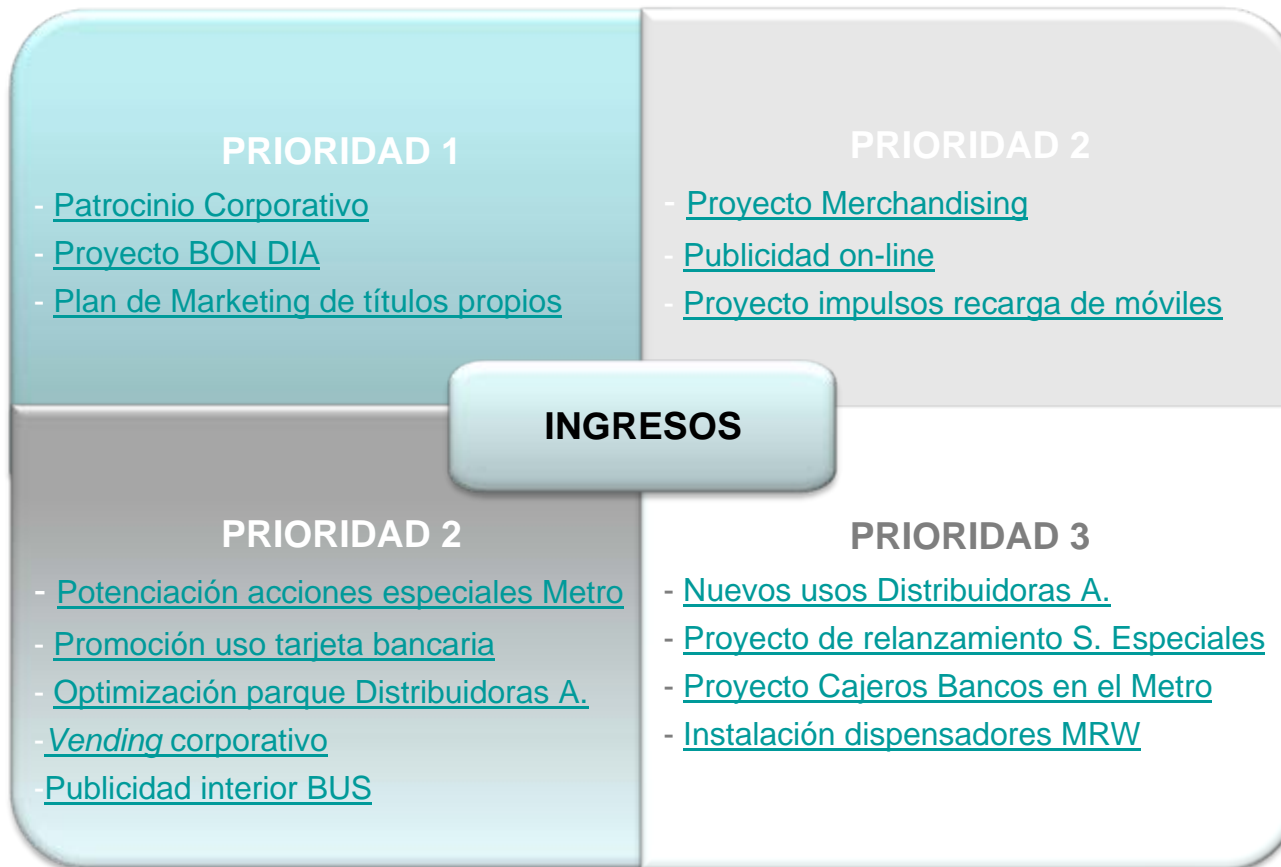 PRIORIDAD 1
- Patrocinio Corporativo
- Proyecto BON DIA
- Plan de Marketing de títulos propios
PRIORIDAD 2
- Proyecto Merchandising
- Publicidad on-line
- Proyecto impulsos recarga de móviles
INGRESOS
PRIORIDAD 2
- Potenciación acciones especiales Metro
- Promoción uso tarjeta bancaria
- Optimización parque Distribuidoras A.
- Vending corporativo
-Publicidad interior BUS
PRIORIDAD 3
- Nuevos usos Distribuidoras A.
- Proyecto de relanzamiento S. Especiales
- Proyecto Cajeros Bancos en el Metro
- Instalación dispensadores MRW